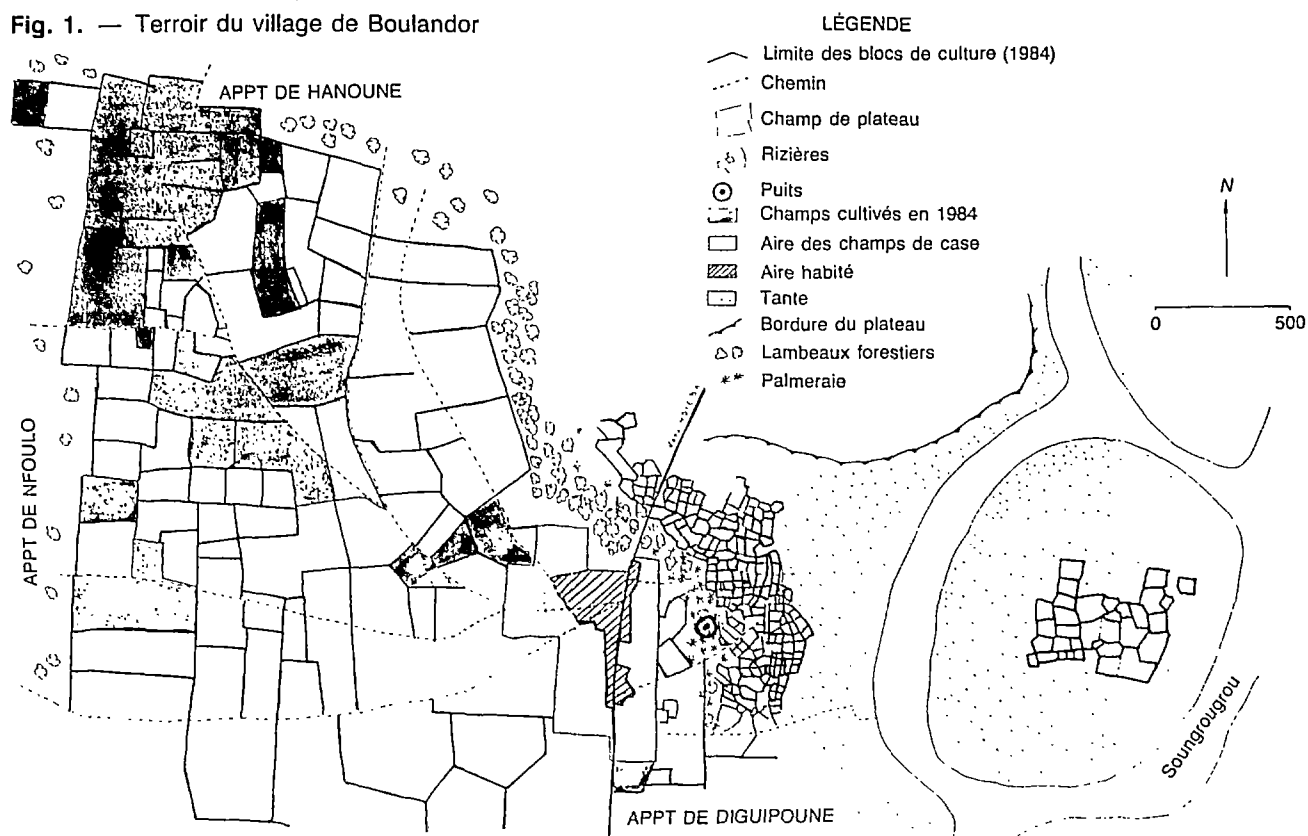 Fig. 1. — Terroir du village de Boulandor
LÉGENDE
Limite des blocs de culture (1984)
Chemin
Champ de plateau
Rizières
Puits
Champs cultivés en 1984
Aire des champs de case
Aire habité
Tante
Bordure du plateau
Lambeaux forestiers
Palmeraie
APPT DE HANOUNE
N
0 500
APPT DE NFOULO
Soungrougrou
APPT DE DIGUIPOUNE